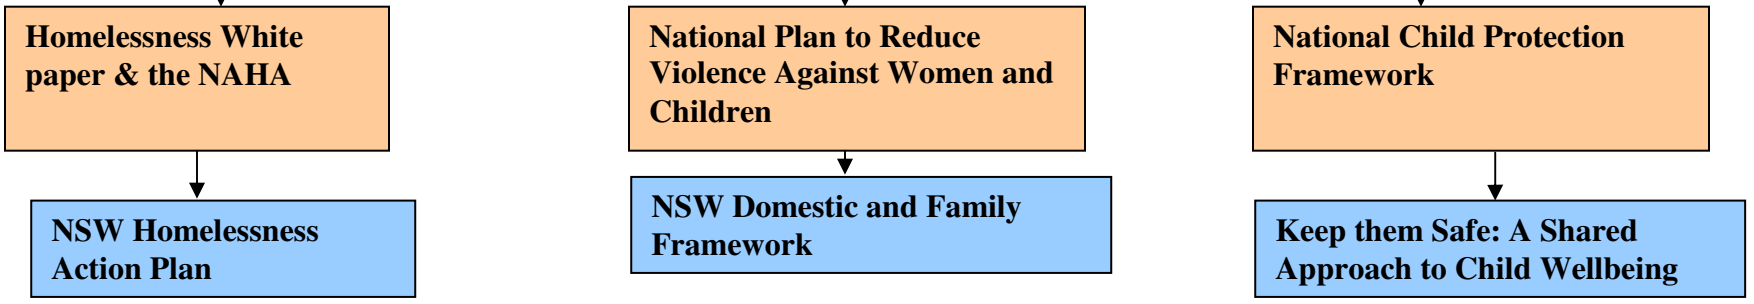 Homelessness White
paper & the NAHA
National Plan to Reduce
Violence Against Women and
Children
National Child Protection
Framework
NSW Homelessness
Action Plan
NSW Domestic and Family
Framework
Keep them Safe: A Shared
Approach to Child Wellbeing